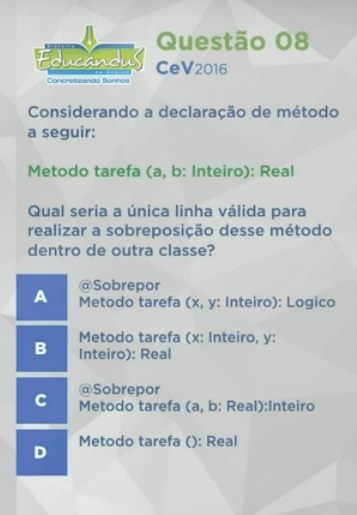 Sistema
Educandus
de Ensino
Concretizando Sonhos
Questão 08
CeV2016
Considerando a declaração de método
a seguir:
Metodo tarefa (a, b: Inteiro): Real
Qual seria a única linha válida para
realizar a sobreposição desse método
dentro de outra classe?
A
@Sobrepor
Metodo tarefa (x, y: Inteiro): Logico
B
Metodo tarefa (x: Inteiro, y:
Inteiro): Real
C
@Sobrepor
Metodo tarefa (a, b: Real):Inteiro
D
Metodo tarefa (): Real